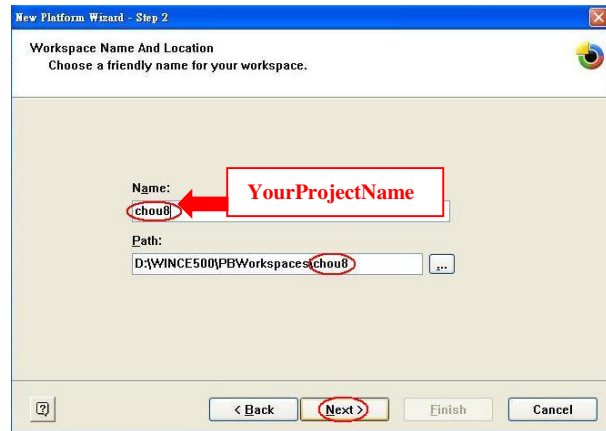 New Platform Wizard - Step 2
Workspace Name And Location
Choose a friendly name for your workspace.
Name:
YourProjectName
chou8
Path:
D:\WINCE500\PBWorkspaces\chou8
...
< Back
Next >
Finish
Cancel